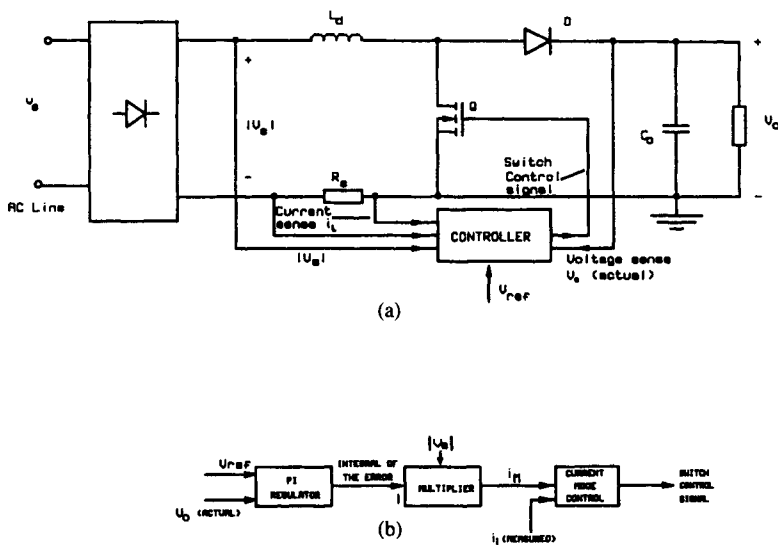 L_d
D
+
+
V_s
|V_s|
Q
C_o
V_o
Switch
Control
signal
-
R_s
-
AC Line
Current
sense i_L
CONTROLLER
|V_s|
Voltage sense
V_o (actual)
V_ref
(a)
|V_s|
Vref
INTEGRAL OF
THE ERROR
i_M
PI
REGULATOR
I
MULTIPLIER
CURRENT
MODE
CONTROL
SWITCH
CONTROL
SIGNAL
V_o (ACTUAL)
(b)
i_l (MEASURED)